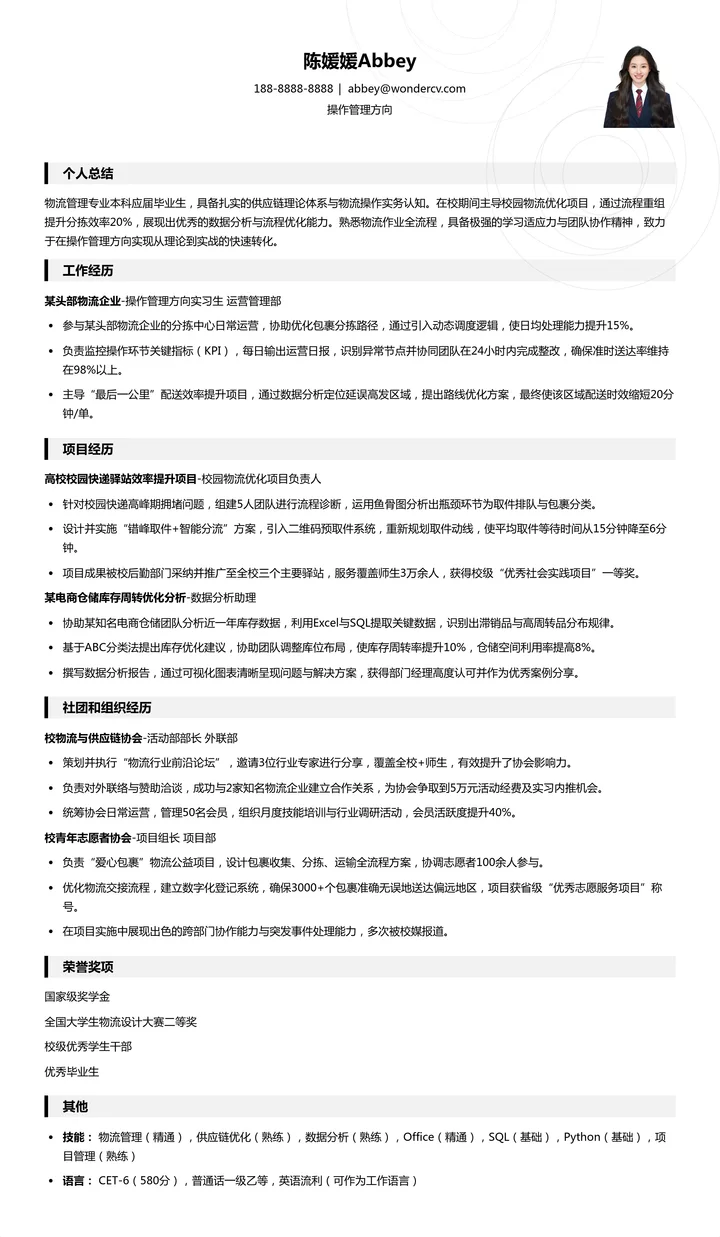 陈媛媛Abbey
188-8888-8888 | abbey@wondercv.com
操作管理方向
个人总结
物流管理专业本科应届毕业生，具备扎实的供应链理论体系与物流操作实务认知。在校期间主导校园物流优化项目，通过流程重组
提升分拣效率20%，展现出优秀的数据分析与流程优化能力。熟悉物流作业全流程，具备极强的学习适应力与团队协作精神，致力
于在操作管理方向实现从理论到实战的快速转化。
工作经历
某头部物流企业-操作管理方向实习生 运营管理部
• 参与某头部物流企业的分拣中心日常运营，协助优化包裹分拣路径，通过引入动态调度逻辑，使日均处理能力提升15%。
• 负责监控操作环节关键指标（KPI），每日输出运营日报，识别异常节点并协同团队在24小时内完成整改，确保准时送达率维持
在98%以上。
• 主导“最后一公里”配送效率提升项目，通过数据分析定位延误高发区域，提出路线优化方案，最终使该区域配送时效缩短20分
钟/单。
项目经历
高校校园快递驿站效率提升项目-校园物流优化项目负责人
• 针对校园快递高峰期拥堵问题，组建5人团队进行流程诊断，运用鱼骨图分析出瓶颈环节为取件排队与包裹分类。
• 设计并实施“错峰取件+智能分流”方案，引入二维码预取件系统，重新规划取件动线，使平均取件等待时间从15分钟降至6分
钟。
• 项目成果被校后勤部门采纳并推广至全校三个主要驿站，服务覆盖师生3万余人，获得校级“优秀社会实践项目”一等奖。
某电商仓储库存周转优化分析-数据分析助理
• 协助某知名电商仓储团队分析近一年库存数据，利用Excel与SQL提取关键数据，识别出滞销品与高周转品分布规律。
• 基于ABC分类法提出库存优化建议，协助团队调整库位布局，使库存周转率提升10%，仓储空间利用率提高8%。
• 撰写数据分析报告，通过可视化图表清晰呈现问题与解决方案，获得部门经理高度认可并作为优秀案例分享。
社团和组织经历
校物流与供应链协会-活动部部长 外联部
• 策划并执行“物流行业前沿论坛”，邀请3位行业专家进行分享，覆盖全校+师生，有效提升了协会影响力。
• 负责对外联络与赞助洽谈，成功与2家知名物流企业建立合作关系，为协会争取到5万元活动经费及实习内推机会。
• 统筹协会日常运营，管理50名会员，组织月度技能培训与行业调研活动，会员活跃度提升40%。
校青年志愿者协会-项目组长 项目部
• 负责“爱心包裹”物流公益项目，设计包裹收集、分拣、运输全流程方案，协调志愿者100余人参与。
• 优化物流交接流程，建立数字化登记系统，确保3000+个包裹准确无误地送达偏远地区，项目获省级“优秀志愿服务项目”称
号。
• 在项目实施中展现出色的跨部门协作能力与突发事件处理能力，多次被校媒报道。
荣誉奖项
国家级奖学金
全国大学生物流设计大赛二等奖
校级优秀学生干部
优秀毕业生
其他
• 技能： 物流管理（精通），供应链优化（熟练），数据分析（熟练），Office（精通），SQL（基础），Python（基础），项
目管理（熟练）
• 语言： CET-6（580分），普通话一级乙等，英语流利（可作为工作语言）